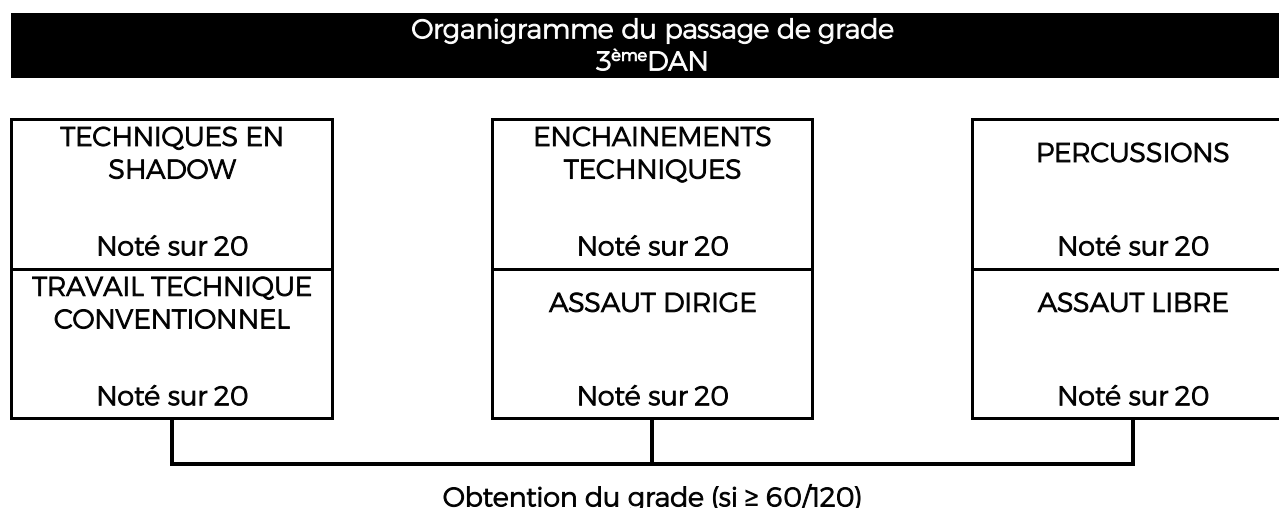 Organigramme du passage de grade
3èmeDAN
TECHNIQUES EN
SHADOW
Noté sur 20
TRAVAIL TECHNIQUE
CONVENTIONNEL
Noté sur 20
ENCHAINEMENTS
TECHNIQUES
Noté sur 20
ASSAUT DIRIGE
Noté sur 20
PERCUSSIONS
Noté sur 20
ASSAUT LIBRE
Noté sur 20
Obtention du grade (si ≥ 60/120)